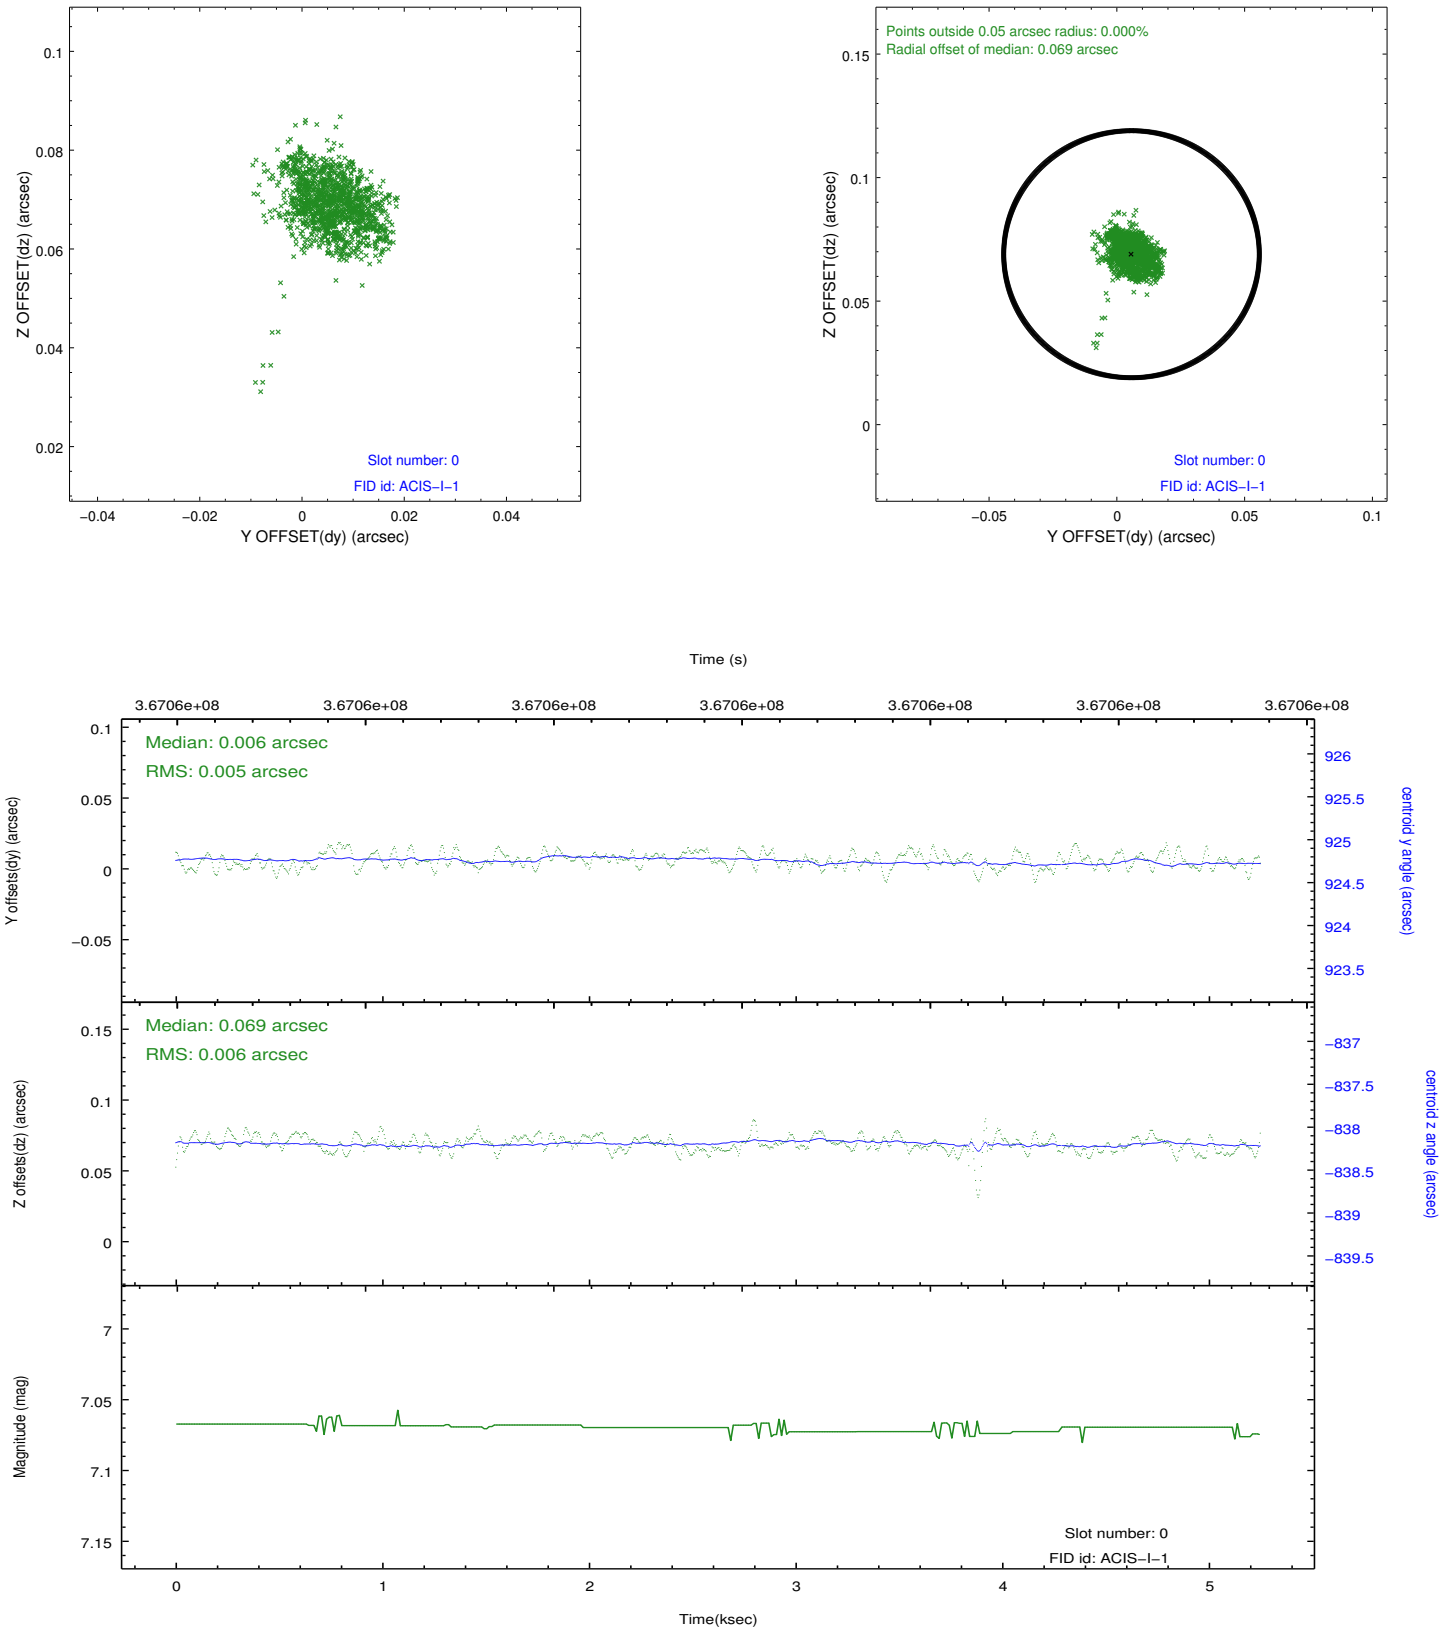 0.1
0.08
0.06
0.04
0.02
Z OFFSET(dz) (arcsec)
Slot number: 0
FID id: ACIS−I−1
−0.04 −0.02 0 0.02 0.04
Y OFFSET(dy) (arcsec)
Points outside 0.05 arcsec radius: 0.000%
Radial offset of median: 0.069 arcsec
0.15
0.1
0.05
0
Z OFFSET(dz) (arcsec)
Slot number: 0
FID id: ACIS−I−1
−0.05 0 0.05 0.1
Y OFFSET(dy) (arcsec)
Time (s)
3.6706e+08 3.6706e+08 3.6706e+08 3.6706e+08 3.6706e+08 3.6706e+08 3.6706e+08
Median: 0.006 arcsec
RMS: 0.005 arcsec
0.1
0.05
0
−0.05
Y offsets(dy) (arcsec)
926
925.5
925
924.5
924
923.5
centroid y angle (arcsec)
Median: 0.069 arcsec
RMS: 0.006 arcsec
0.15
0.1
0.05
0
Z offsets(dz) (arcsec)
−837
−837.5
−838
−838.5
−839
−839.5
centroid z angle (arcsec)
7
7.05
7.1
7.15
Magnitude (mag)
Slot number: 0
FID id: ACIS−I−1
0 1 2 3 4 5
Time(ksec)